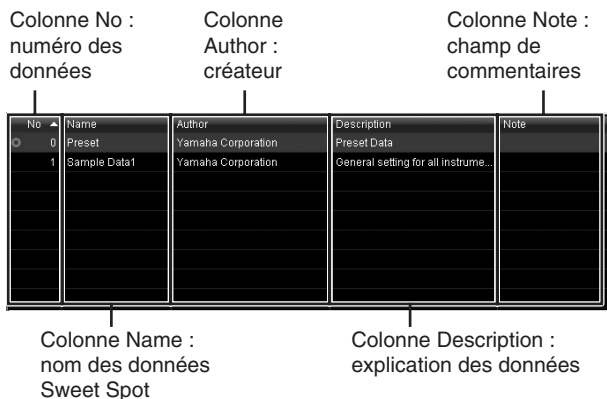 Colonne No :
numéro des
données
Colonne
Author :
créateur
Colonne Note :
champ de
commentaires
No Name Author Description Note
0 Preset Yamaha Corporation Preset Data
1 Sample Data1 Yamaha Corporation General setting for all instrume...
Colonne Name :
nom des données
Sweet Spot
Colonne Description :
explication des données